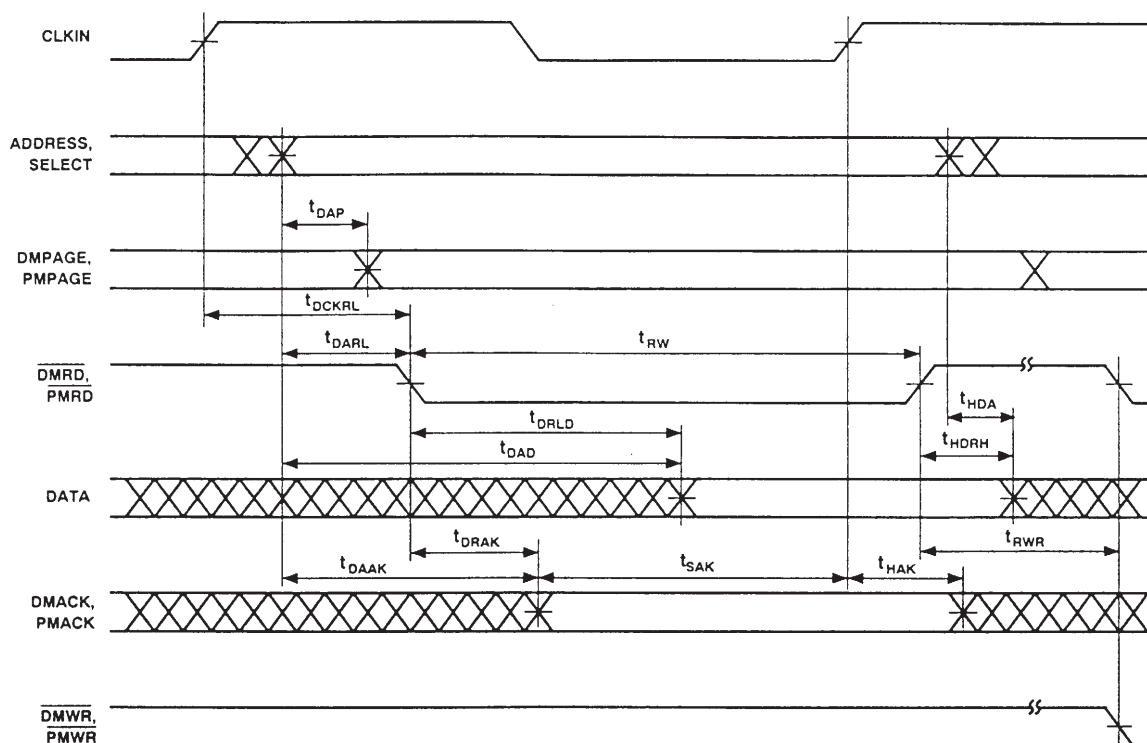 CLKIN
ADDRESS,
SELECT
tDAP
DMPAGE,
PMPAGE
tDCKRL
tDARL
tRW
DMRD,
PMRD
tHDA
tDRLD
tHDRH
tDAD
DATA
tDRAK
tRWR
tDAAK
tSAK
tHAK
DMACK,
PMACK
DMWR,
PMWR